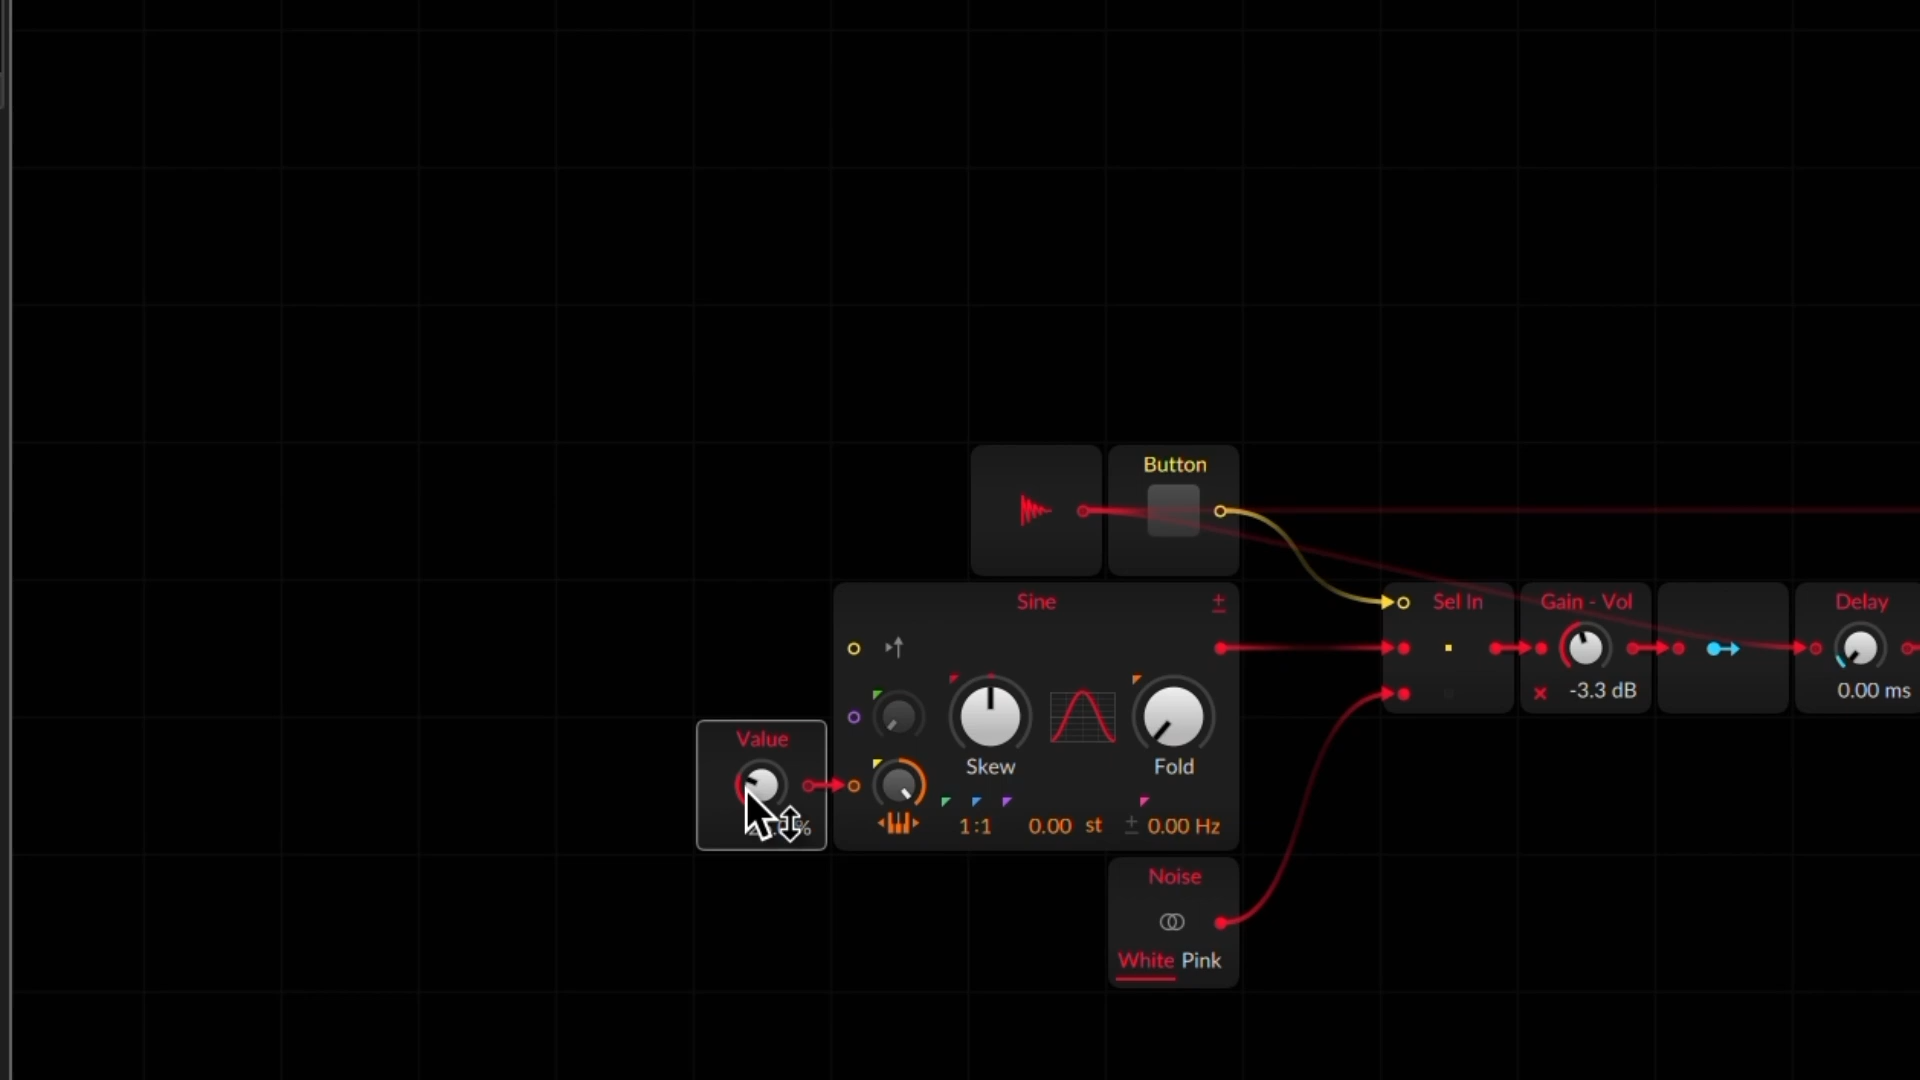 Button
Sine
±
Sel In
Gain - Vol
Delay
-3.3 dB
0.00 ms
Value
Skew
Fold
1:1
0.00 st
± 0.00 Hz
Noise
White Pink